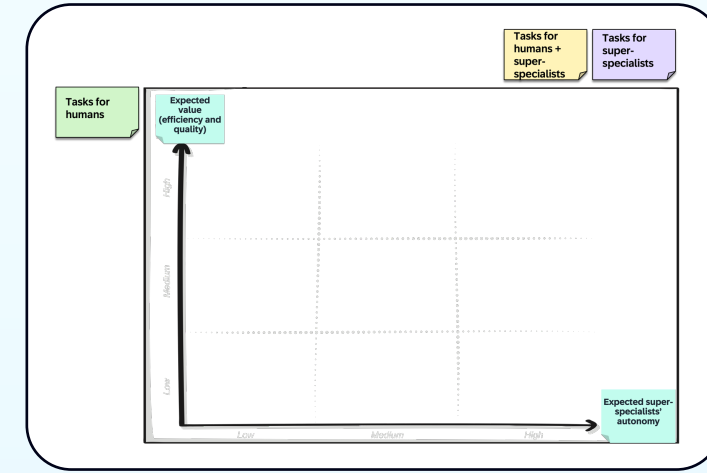 Tasks for
humans +
super-
specialists
Tasks for
super-
specialists
Tasks for
humans
Expected
value
(efficiency and
quality)
High
Medium
Low
Expected super-
specialists'
autonomy
Low
Medium
High